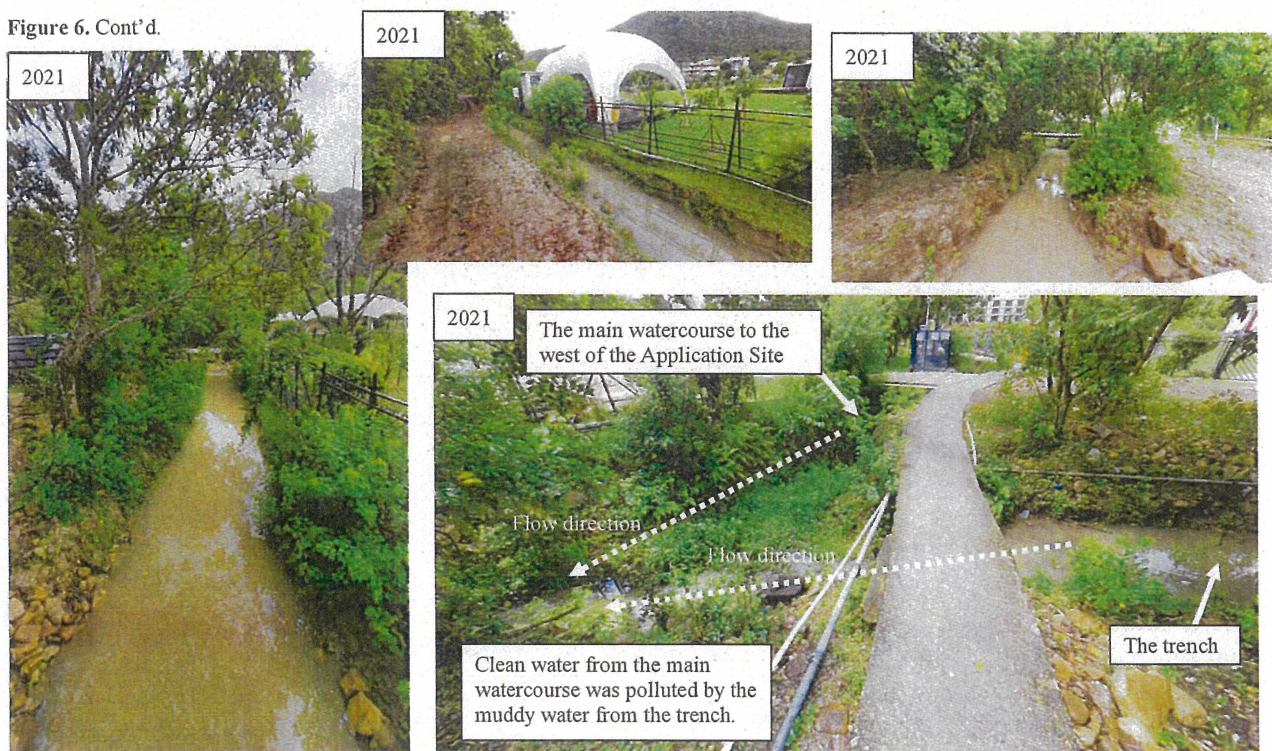 Figure 6. Cont'd.
2021
2021
2021
2021
The main watercourse to the
west of the Application Site
Flow direction
Flow direction
The trench
Clean water from the main
watercourse was polluted by the
muddy water from the trench.